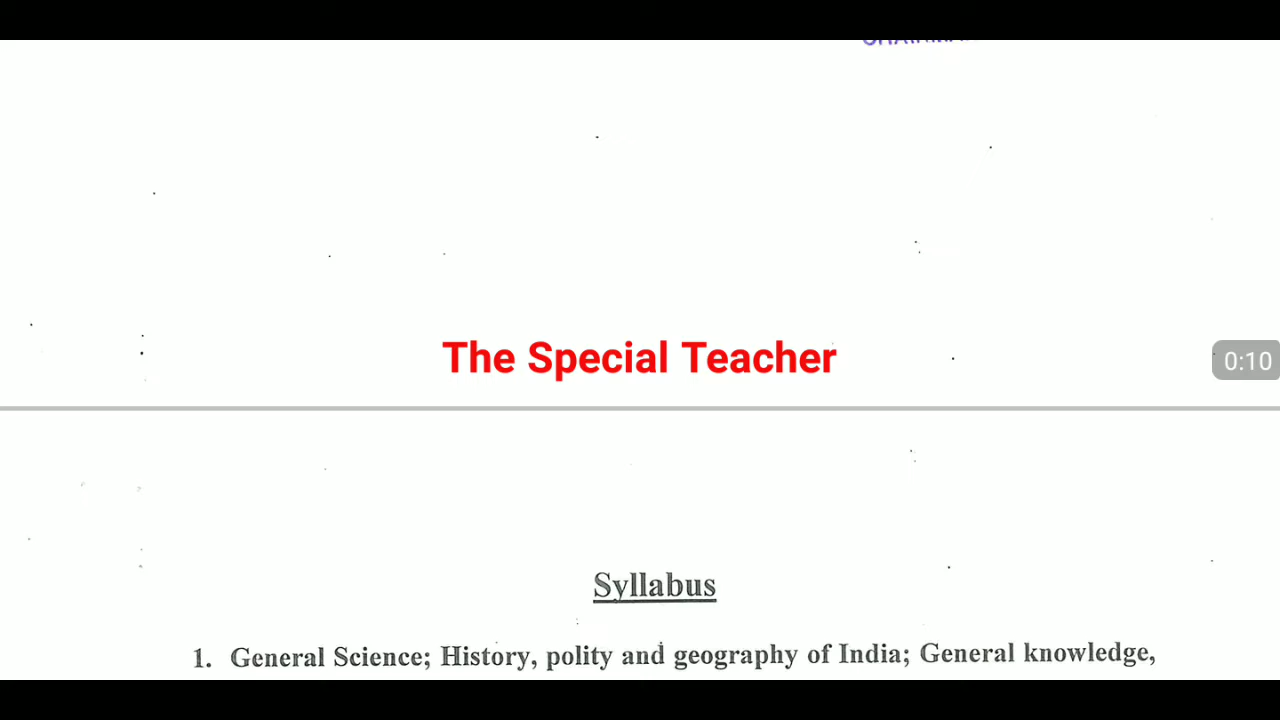 The Special Teacher
0:10
Syllabus
1. General Science; History, polity and geography of India; General knowledge,